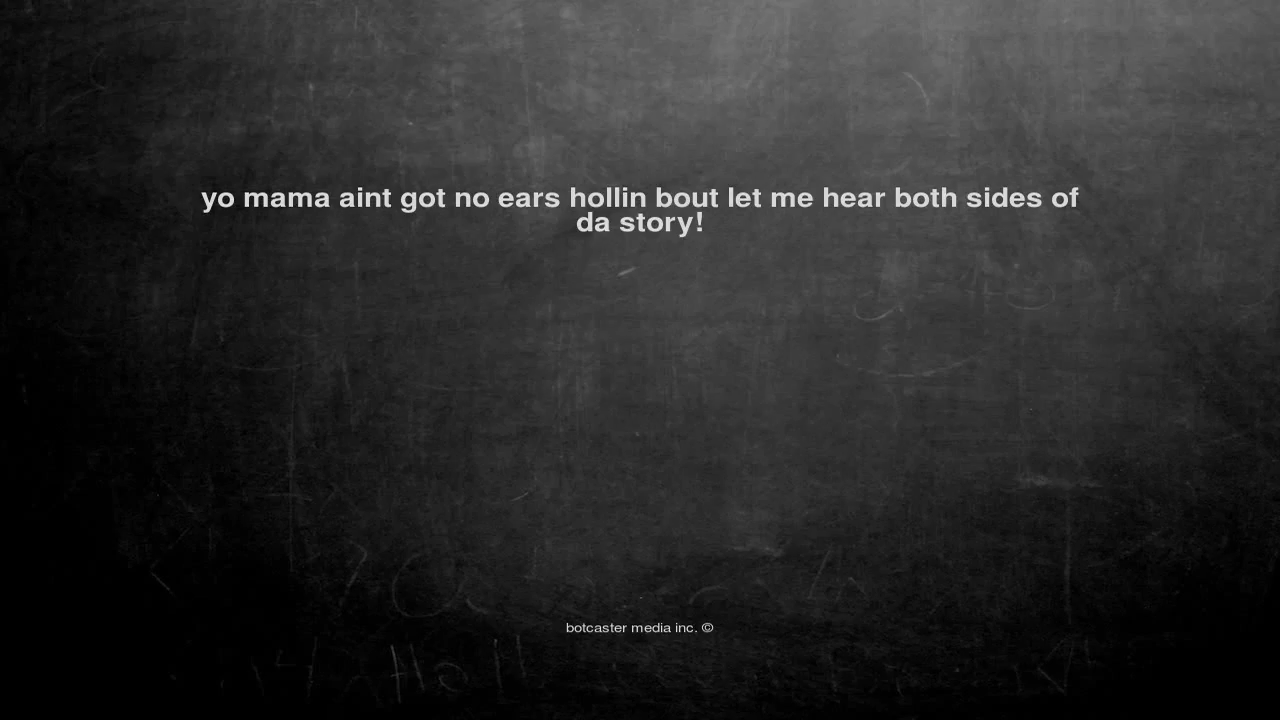 yo mama aint got no ears hollin bout let me hear both sides of
da story!
botcaster media inc. ©